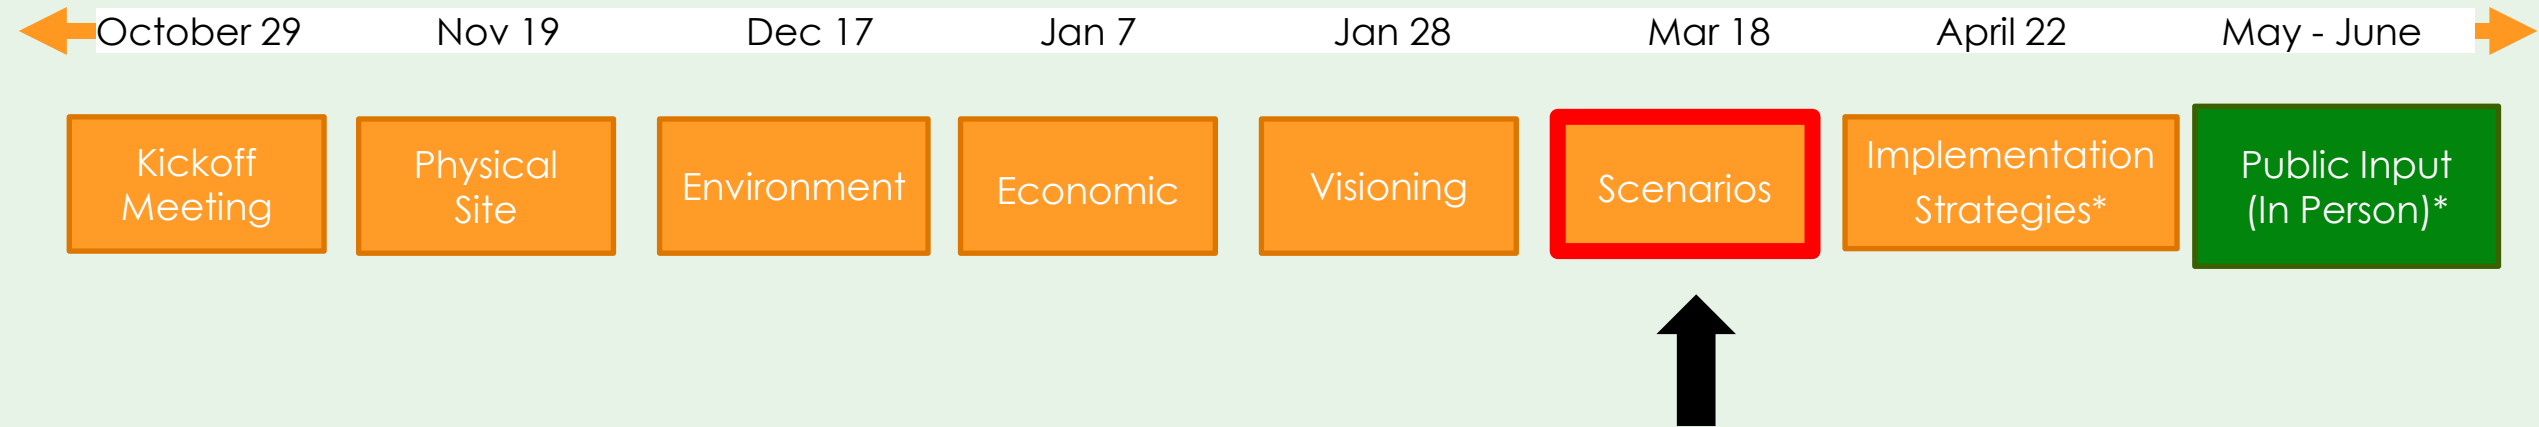 October 29
Nov 19
Dec 17
Jan 7
Jan 28
Mar 18
April 22
May - June
Kickoff
Meeting
Physical
Site
Environment
Economic
Visioning
Scenarios
Implementation
Strategies*
Public Input
(In Person)*